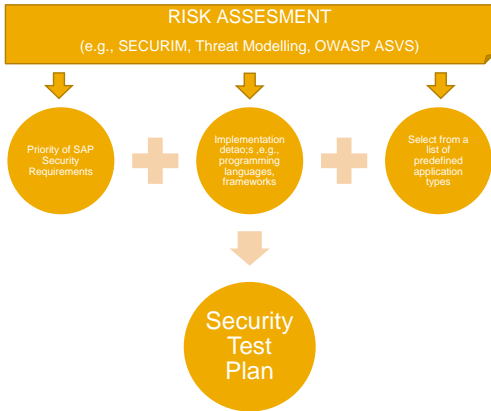 RISK ASSESMENT
(e.g., SECURIM, Threat Modelling, OWASP ASVS)
Priority of SAP
Security
Requirements
Implementation
detao;s ,e.g.,
programming
languages,
frameworks
Select from a
list of
predefined
application
types
Security
Test
Plan